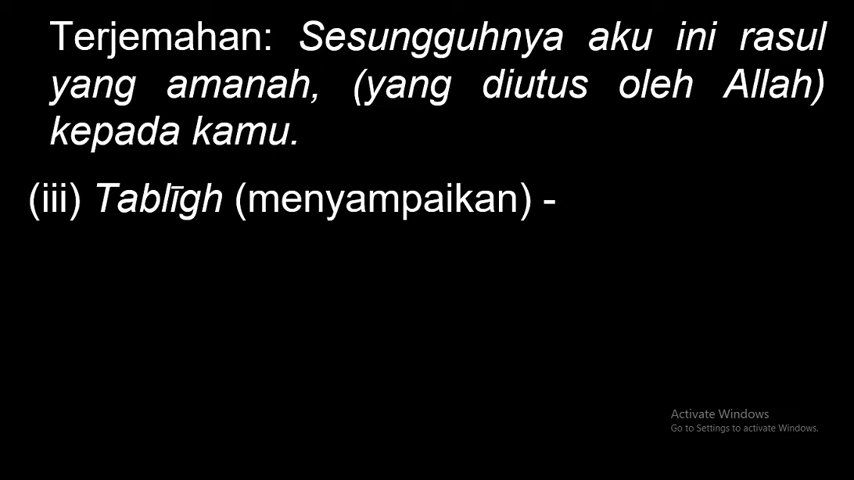 Terjemahan: Sesungguhnya aku ini rasul
yang amanah, (yang diutus oleh Allah)
kepada kamu.
(iii) Tablīgh (menyampaikan) -
Activate Windows
Go to Settings to activate Windows.